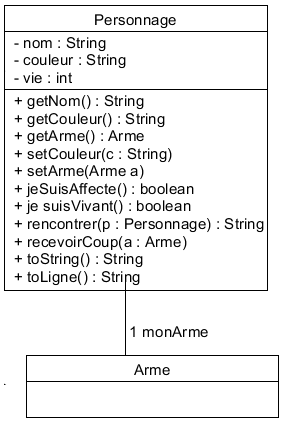 Personnage
- nom : String
- couleur : String
- vie : int
+ getNom() : String
+ getCouleur() : String
+ getArme() : Arme
+ setCouleur(c : String)
+ setArme(Arme a)
+ jeSuisAffecte() : boolean
+ je suisVivant() : boolean
+ rencontrer(p : Personnage) : String
+ recevoirCoup(a : Arme)
+ toString() : String
+ toLigne() : String
1 monArme
Arme